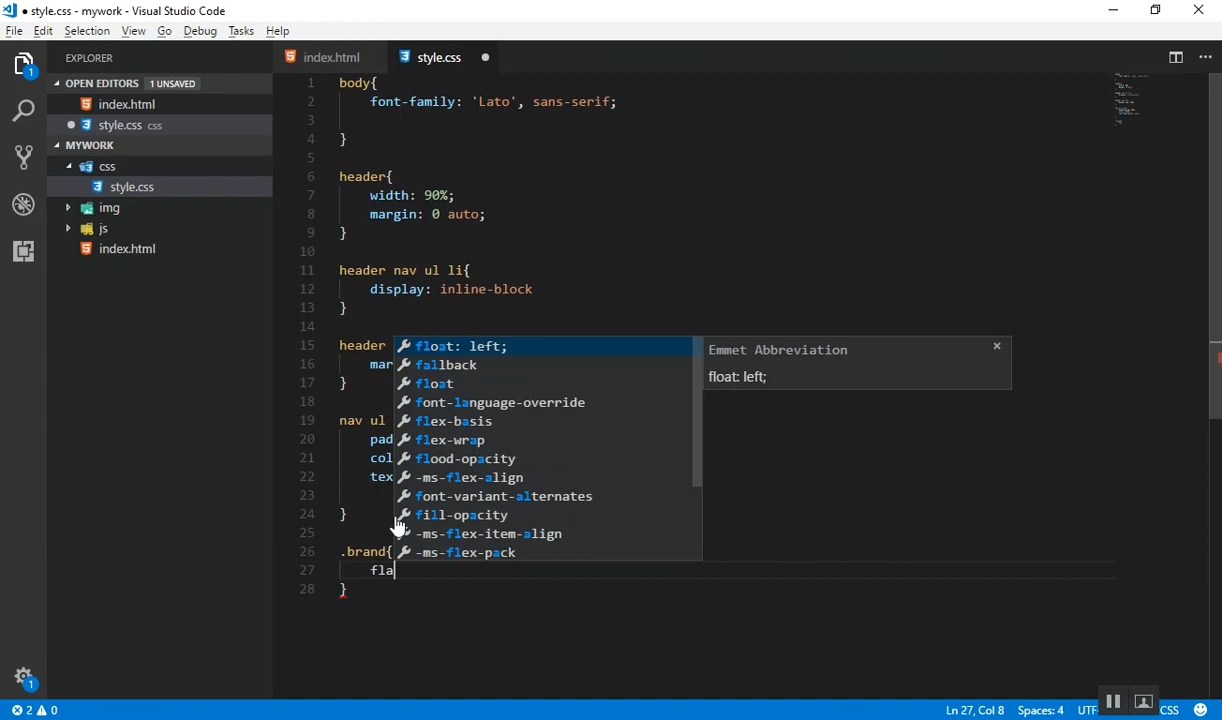 ● style.css - mywork - Visual Studio Code
File Edit Selection View Go Debug Tasks Help
EXPLORER
index.html
style.css
OPEN EDITORS 1 UNSAVED
index.html
style.css css
MYWORK
css
style.css
img
js
index.html
1
1
1 body{
2 font-family: 'Lato', sans-serif;
3
4 }
5
6 header{
7 width: 90%;
8 margin: 0 auto;
9 }
10
11 header nav ul li{
12 display: inline-block
13 }
14
15 header
16 mar
17 }
18
19 nav ul
20 pad
21 col
22 tex
23
24 }
25
26 .brand{
27 fla
28 }
float: left;
fallback
float
font-language-override
flex-basis
flex-wrap
flood-opacity
-ms-flex-align
font-variant-alternates
fill-opacity
-ms-flex-item-align
-ms-flex-pack
Emmet Abbreviation
float: left;
2 0
Ln 27, Col 8 Spaces: 4 UTF- CSS